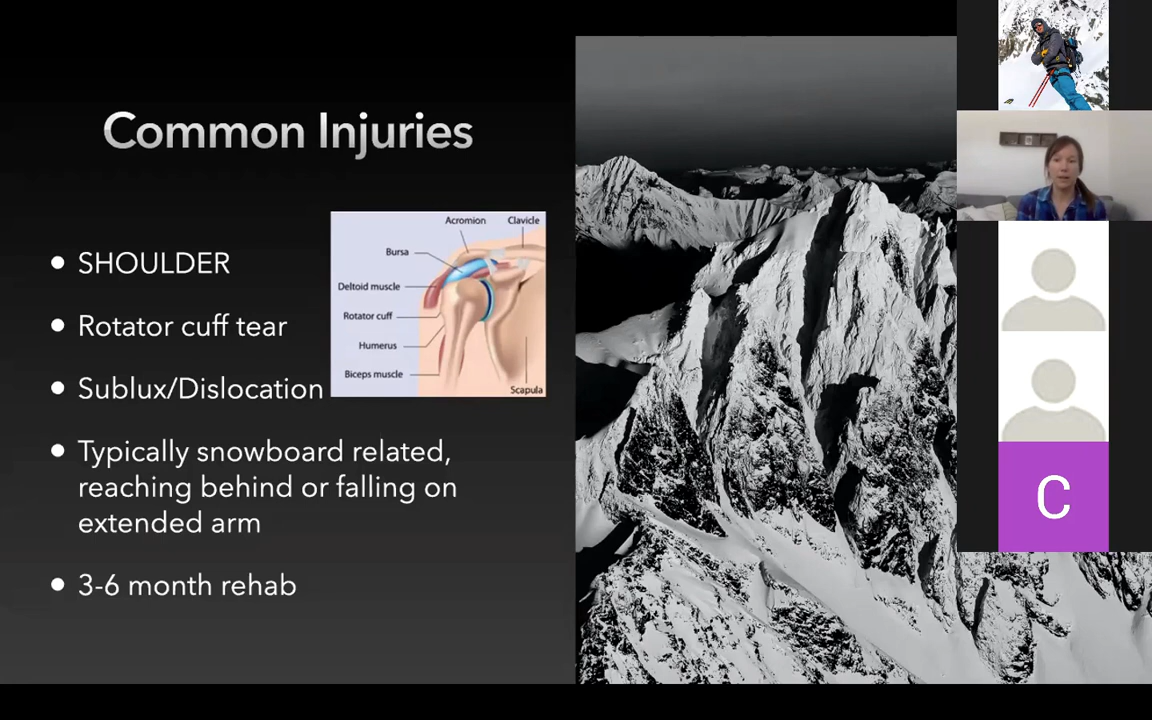 Common Injuries
SHOULDER
Rotator cuff tear
Sublux/Dislocation
Typically snowboard related,
reaching behind or falling on
extended arm
3-6 month rehab
Acromion
Clavicle
Bursa
Deltoid muscle
Rotator cuff
Humerus
Biceps muscle
Scapula
C